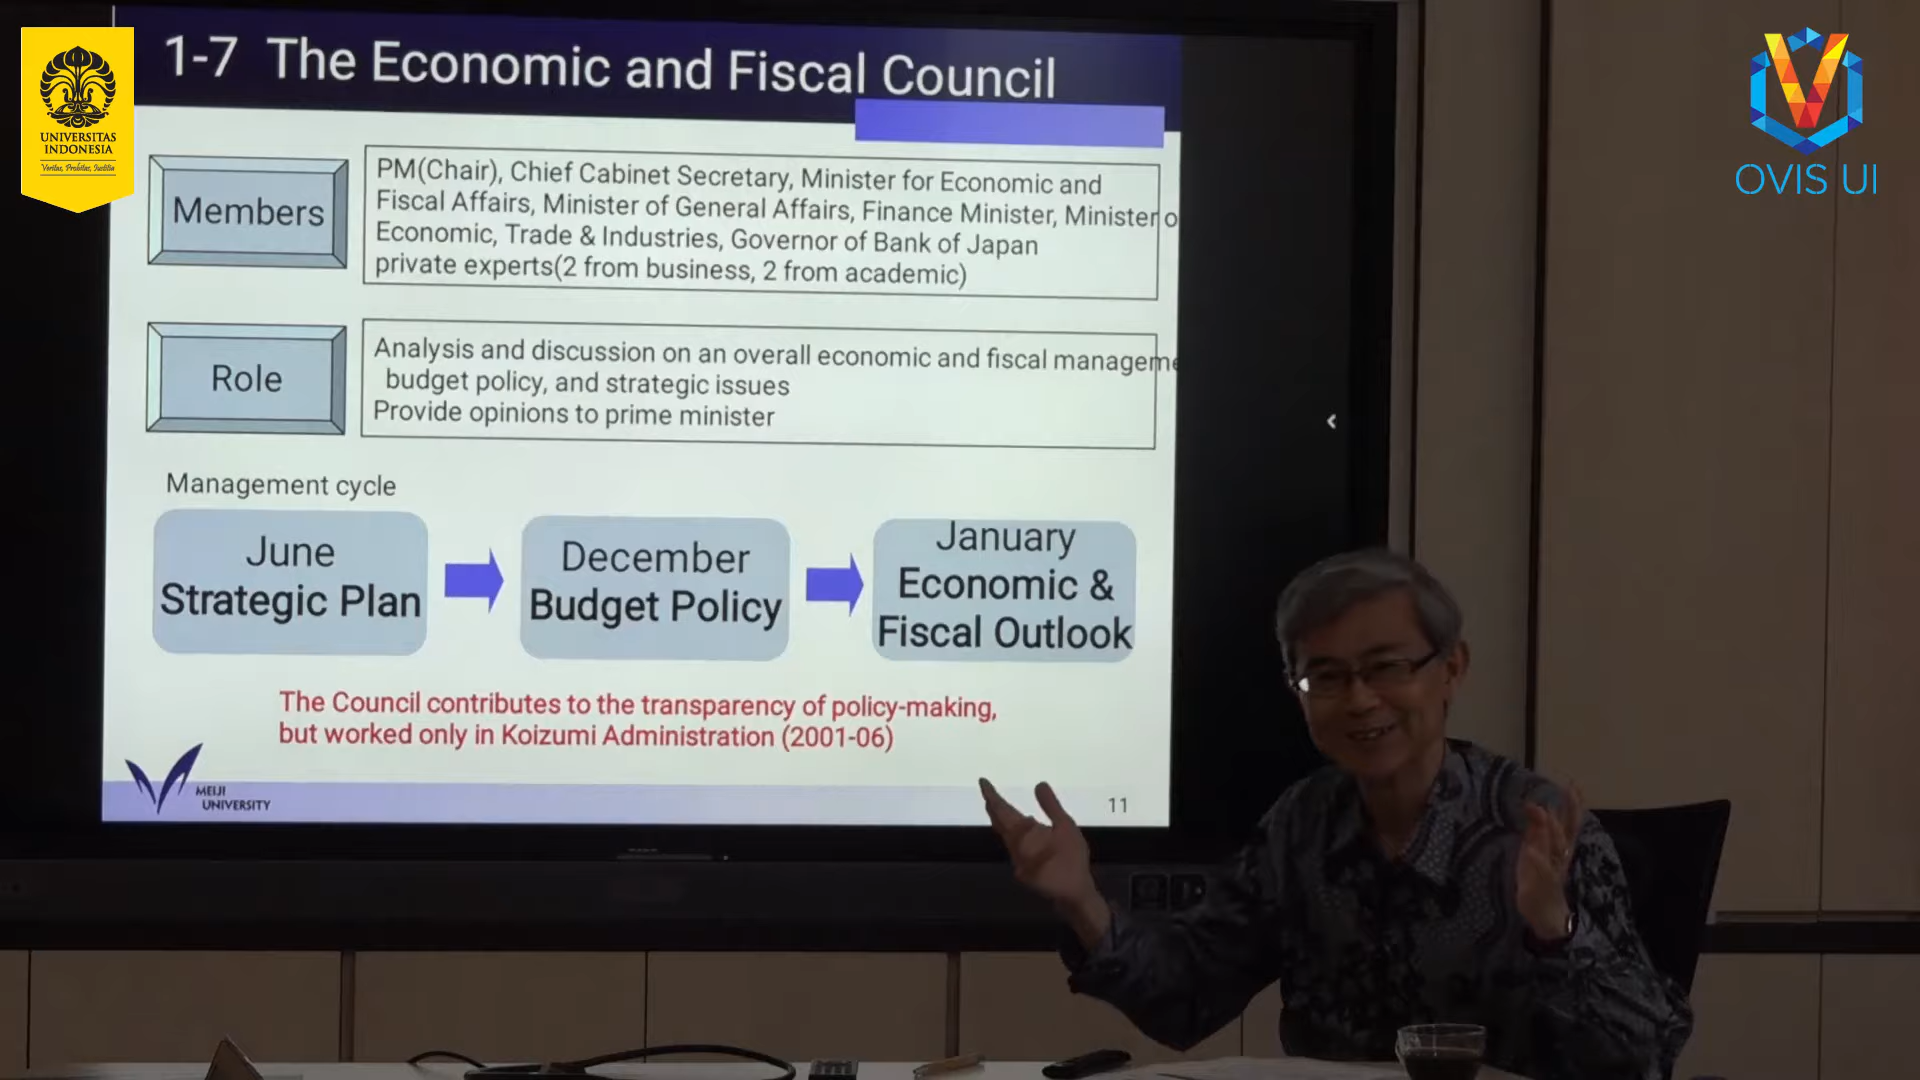 1-7 The Economic and Fiscal Council
UNIVERSITAS
INDONESIA
Veritas, Probitas, Justitia
OVIS UI
Members
PM(Chair), Chief Cabinet Secretary, Minister for Economic and
Fiscal Affairs, Minister of General Affairs, Finance Minister, Minister o
Economic, Trade & Industries, Governor of Bank of Japan
private experts(2 from business, 2 from academic)
Role
Analysis and discussion on an overall economic and fiscal manageme
budget policy, and strategic issues
Provide opinions to prime minister
Management cycle
June
Strategic Plan
December
Budget Policy
January
Economic &
Fiscal Outlook
The Council contributes to the transparency of policy-making,
but worked only in Koizumi Administration (2001-06)
MEIJI
UNIVERSITY
11